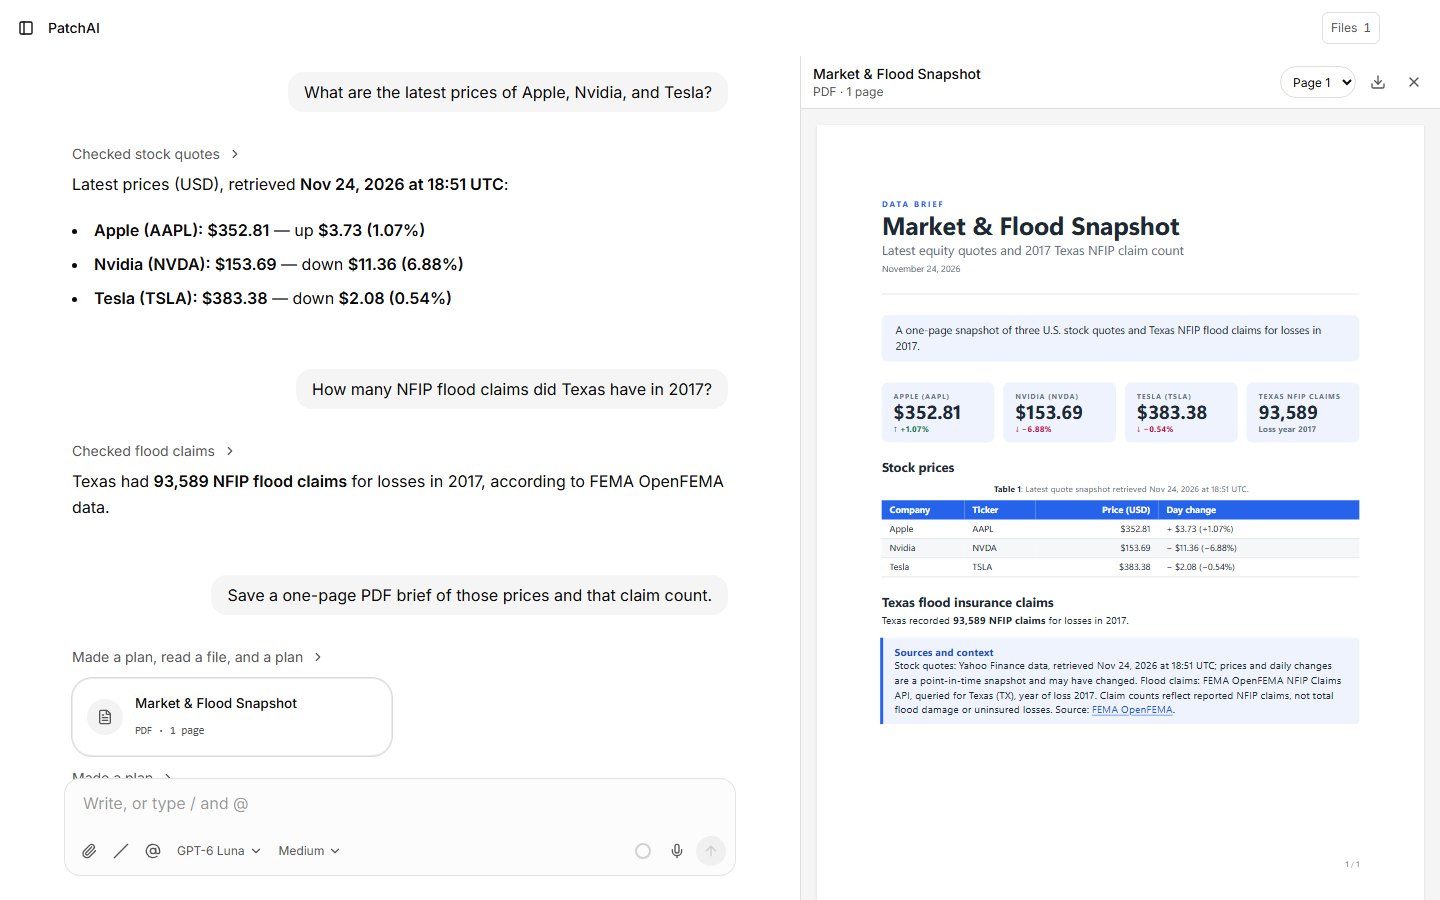 PatchAI
Files 1
What are the latest prices of Apple, Nvidia, and Tesla?
Checked stock quotes
Latest prices (USD), retrieved Nov 24, 2026 at 18:51 UTC:
• Apple (AAPL): $352.81 — up $3.73 (1.07%)
• Nvidia (NVDA): $153.69 — down $11.36 (6.88%)
• Tesla (TSLA): $383.38 — down $2.08 (0.54%)
How many NFIP flood claims did Texas have in 2017?
Checked flood claims
Texas had 93,589 NFIP flood claims for losses in 2017, according to FEMA OpenFEMA
data.
Save a one-page PDF brief of those prices and that claim count.
Made a plan, read a file, and a plan
Market & Flood Snapshot
PDF · 1 page
Made a plan
Write, or type / and @
GPT-6 Luna
Medium
Market & Flood Snapshot
PDF · 1 page
Page 1
DATA BRIEF
Market & Flood Snapshot
Latest equity quotes and 2017 Texas NFIP claim count
November 24, 2026
A one-page snapshot of three U.S. stock quotes and Texas NFIP flood claims for losses in
2017.
APPLE (AAPL)
$352.81
↑ +1.07%
NVIDIA (NVDA)
$153.69
↓ −6.88%
TESLA (TSLA)
$383.38
↓ −0.54%
TEXAS NFIP CLAIMS
93,589
Loss year 2017
Stock prices
Table 1: Latest quote snapshot retrieved Nov 24, 2026 at 18:51 UTC.
Company Ticker Price (USD) Day change
Apple AAPL $352.81 + $3.73 (+1.07%)
Nvidia NVDA $153.69 − $11.36 (−6.88%)
Tesla TSLA $383.38 − $2.08 (−0.54%)
Texas flood insurance claims
Texas recorded 93,589 NFIP claims for losses in 2017.
Sources and context
Stock quotes: Yahoo Finance data, retrieved Nov 24, 2026 at 18:51 UTC; prices and daily changes
are a point-in-time snapshot and may have changed. Flood claims: FEMA OpenFEMA NFIP Claims
API, queried for Texas (TX), year of loss 2017. Claim counts reflect reported NFIP claims, not total
flood damage or uninsured losses. Source: FEMA OpenFEMA.
1 / 1